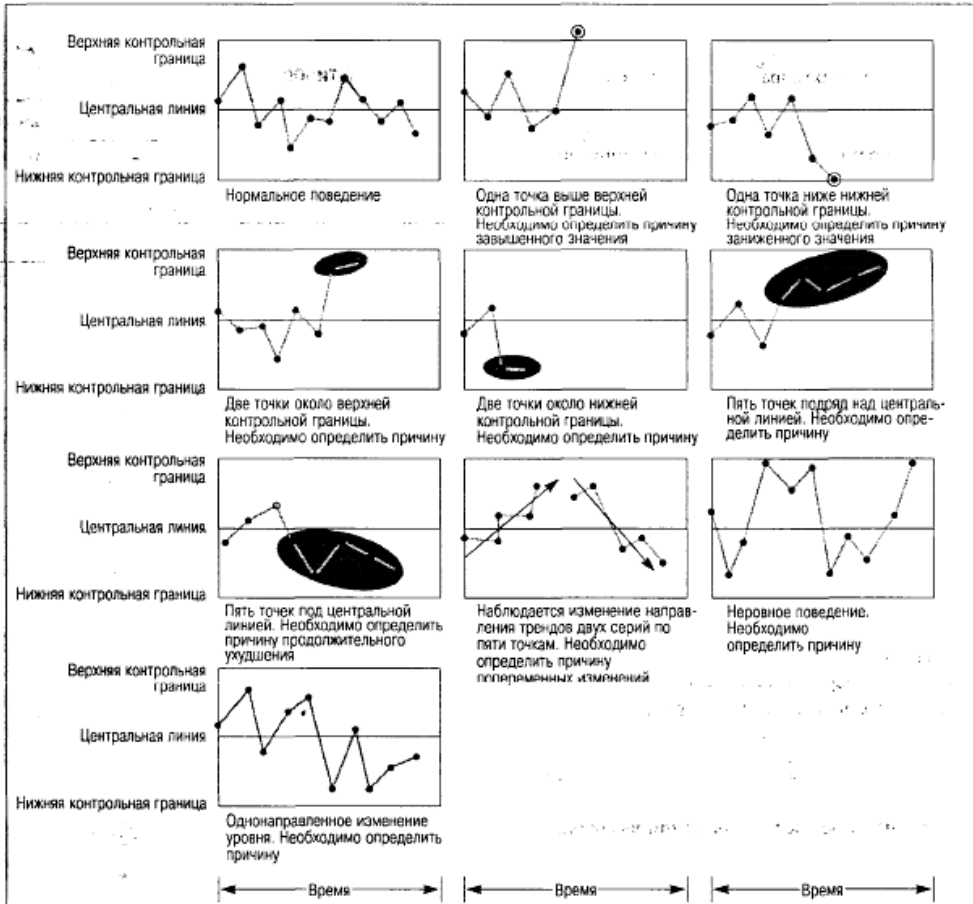 Верхняя контрольная
граница
Центральная линия
Нижняя контрольная граница
Нормальное поведение
Одна точка выше верхней
контрольной границы.
Необходимо определить причину
завышенного значения
Одна точка ниже нижней
контрольной границы.
Необходимо определить причину
заниженного значения
Верхняя контрольная
граница
Центральная линия
Нижняя контрольная граница
Две точки около верхней
контрольной границы.
Необходимо определить причину
Две точки около нижней
контрольной границы.
Необходимо определить причину
Пять точек подряд над централь-
ной линией. Необходимо опре-
делить причину
Верхняя контрольная
граница
Центральная линия
Нижняя контрольная граница
Пять точек под центральной
линией. Необходимо определить
причину продолжительного
ухудшения
Наблюдается изменение направ-
ления трендов двух серий по
пяти точкам. Необходимо
определить причину
попеременных изменений
Неровное поведение.
Необходимо
определить причину
Верхняя контрольная
граница
Центральная линия
Нижняя контрольная граница
Однонаправленное изменение
уровня. Необходимо определить
причину
Время
Время
Время